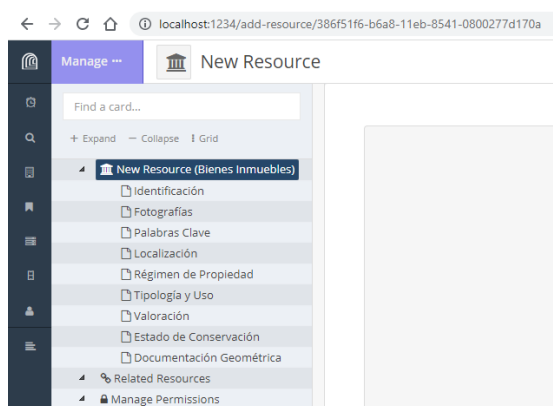 localhost:1234/add-resource/386f51f6-b6a8-11eb-8541-0800277d170a
Manage ···
New Resource
Find a card...
+ Expand − Collapse Grid
New Resource (Bienes Inmuebles)
Identificación
Fotografías
Palabras Clave
Localización
Régimen de Propiedad
Tipología y Uso
Valoración
Estado de Conservación
Documentación Geométrica
Related Resources
Manage Permissions